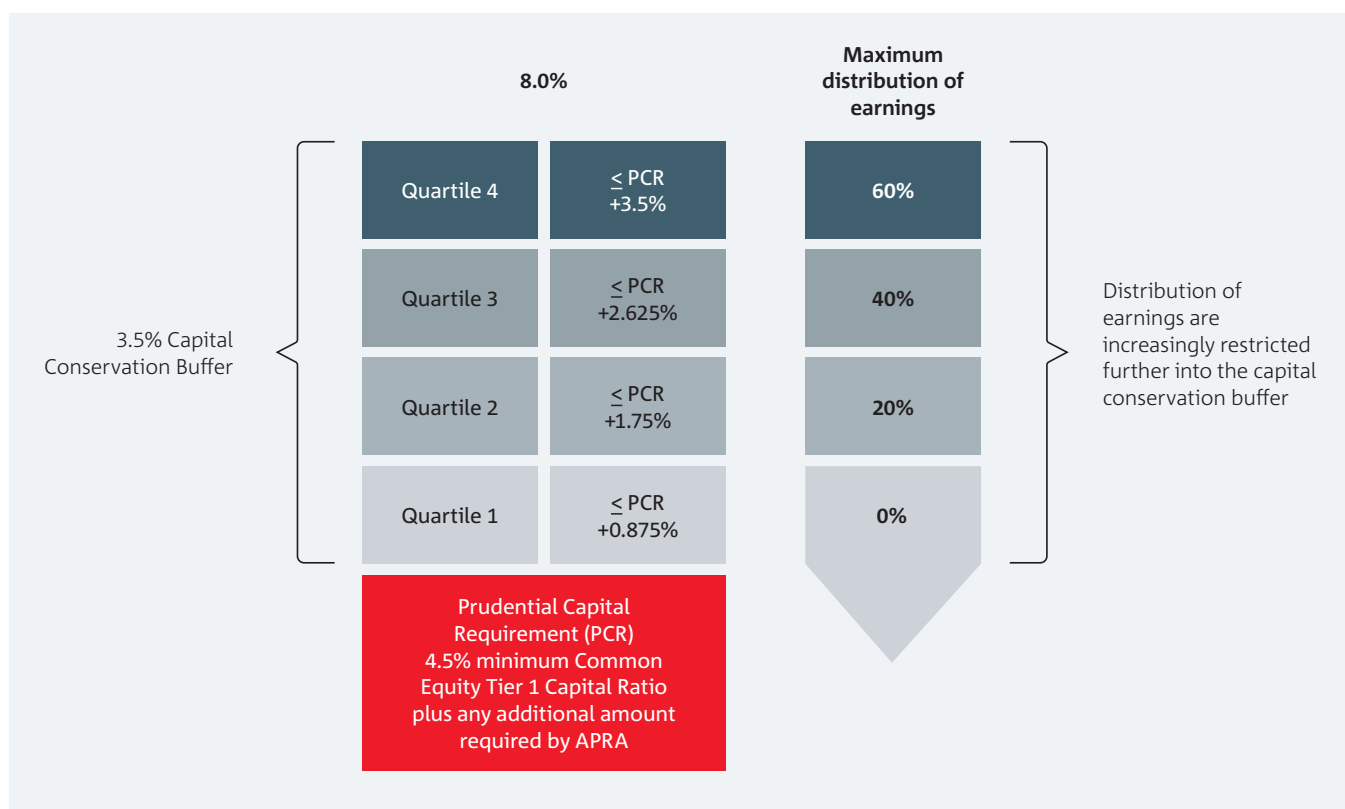 8.0%
Maximum
distribution of
earnings
3.5% Capital
Conservation Buffer
Quartile 4
≤ PCR
+3.5%
60%
Quartile 3
≤ PCR
+2.625%
40%
Quartile 2
≤ PCR
+1.75%
20%
Quartile 1
≤ PCR
+0.875%
0%
Distribution of
earnings are
increasingly restricted
further into the capital
conservation buffer
Prudential Capital
Requirement (PCR)
4.5% minimum Common
Equity Tier 1 Capital Ratio
plus any additional amount
required by APRA